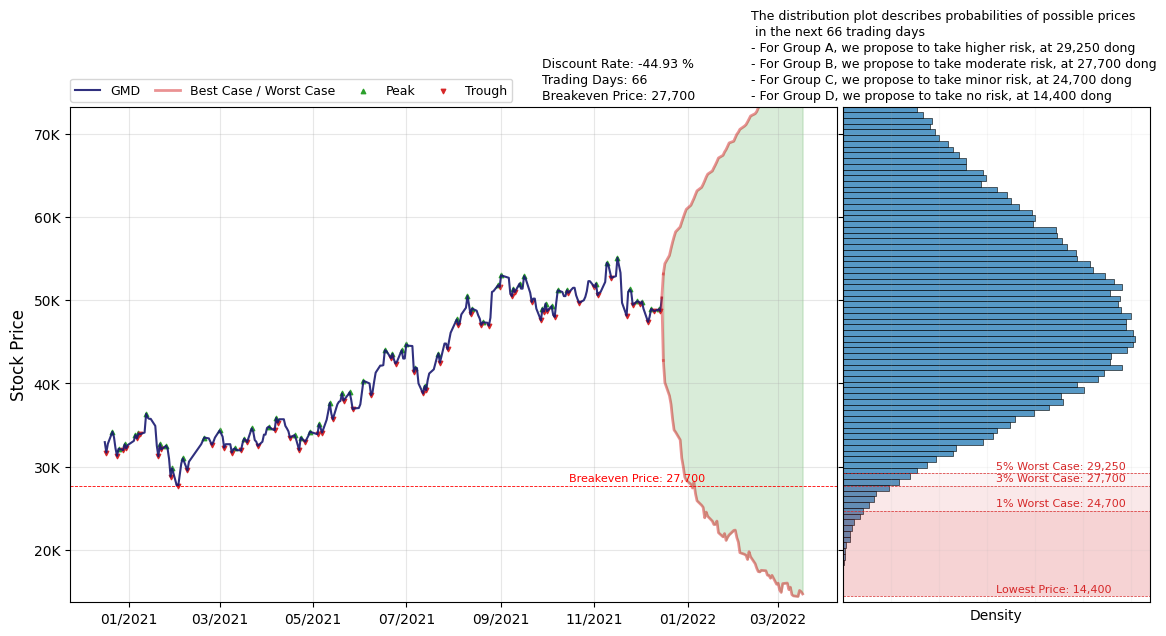 The distribution plot describes probabilities of possible prices
in the next 66 trading days
- For Group A, we propose to take higher risk, at 29,250 dong
- For Group B, we propose to take moderate risk, at 27,700 dong
- For Group C, we propose to take minor risk, at 24,700 dong
- For Group D, we propose to take no risk, at 14,400 dong
Discount Rate: -44.93 %
Trading Days: 66
Breakeven Price: 27,700
GMD
Best Case / Worst Case
Peak
Trough
Stock Price
70K
60K
50K
40K
30K
20K
Breakeven Price: 27,700
5% Worst Case: 29,250
3% Worst Case: 27,700
1% Worst Case: 24,700
Lowest Price: 14,400
01/2021
03/2021
05/2021
07/2021
09/2021
11/2021
01/2022
03/2022
Density